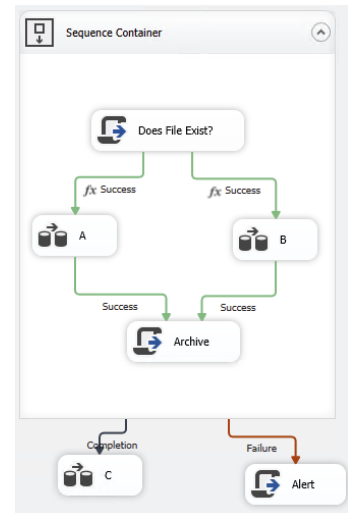 Sequence Container
Does File Exist?
fx Success
fx Success
A
B
Success
Success
Archive
Completion
Failure
C
Alert